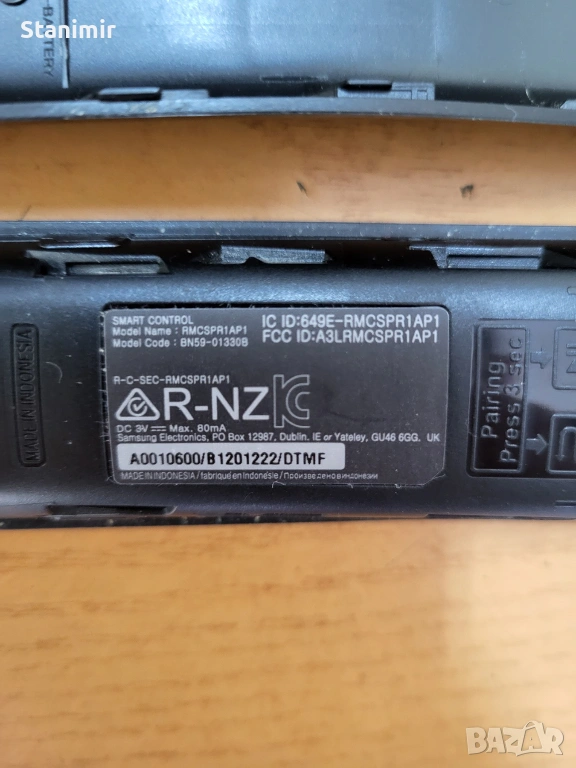 Stanimir
-BATTERY
SMART CONTROL
Model Name : RMCSPR1AP1
Model Code : BN59-01330B
IC ID:649E-RMCSPR1AP1
FCC ID:A3LRMCSPR1AP1
R-C-SEC-RMCSPR1AP1
R-NZ
DC 3V Max. 80mA
Samsung Electronics, PO Box 12987, Dublin. IE or Yateley, GU46 6GG. UK
A0010600/B1201222/DTMF
MADE IN INDONESIA / fabriqué en Indonésie / Произведено в индонезии
MADE IN INDONESIA
Pairing
Press 3 sec
BAZAR